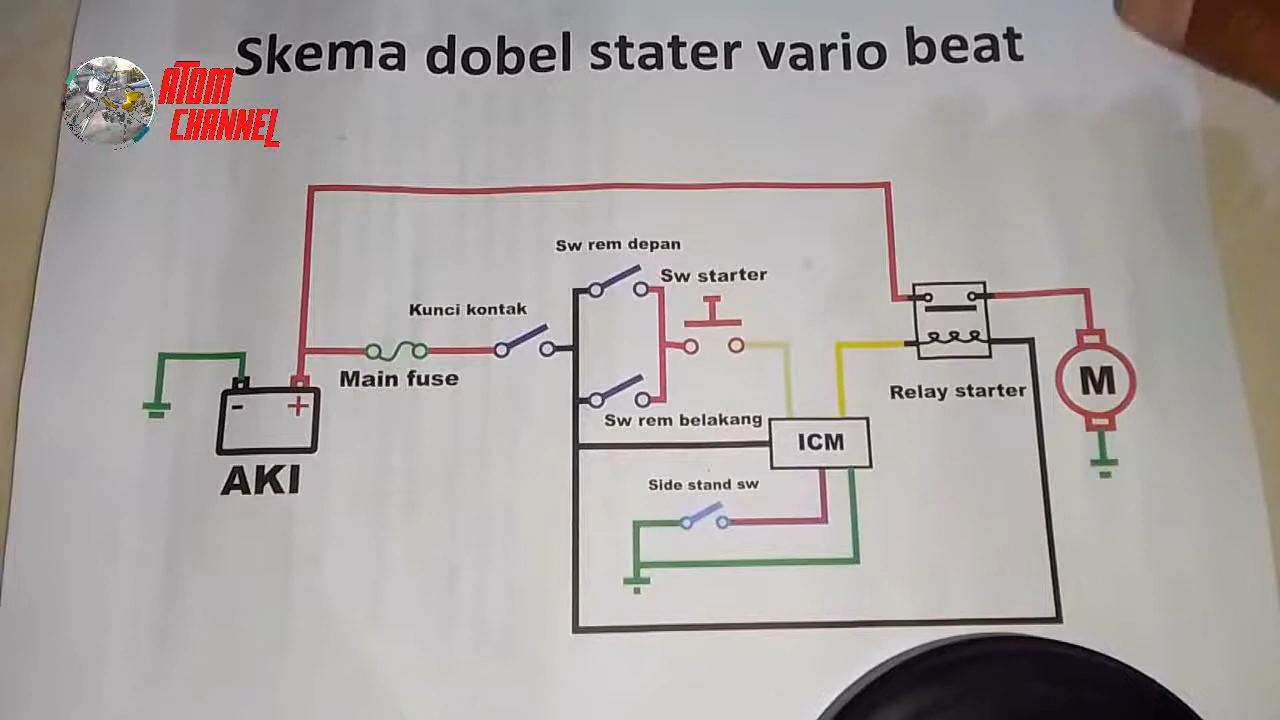 Skema dobel stater vario beat
ATOM
CHANNEL
Sw rem depan
Sw starter
Kunci kontak
Main fuse
Relay starter
M
Sw rem belakang
- +
ICM
AKI
Side stand sw